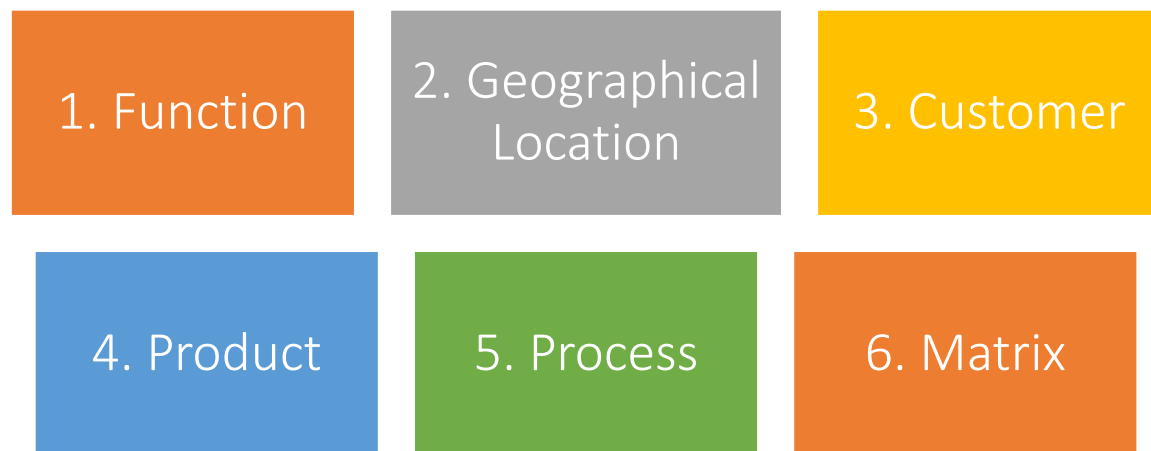 1. Function
2. Geographical
Location
3. Customer
4. Product
5. Process
6. Matrix